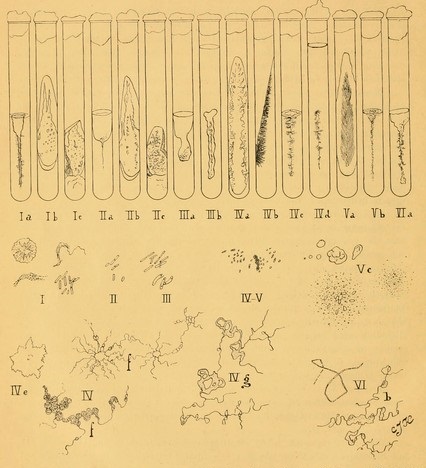 Ia Ib Ic IIa IIb IIc IIIa IIIb IVa IVb IVc IVd Va Vb VIa
I II III IV-V Vc
IVe f IV f IV g VI b